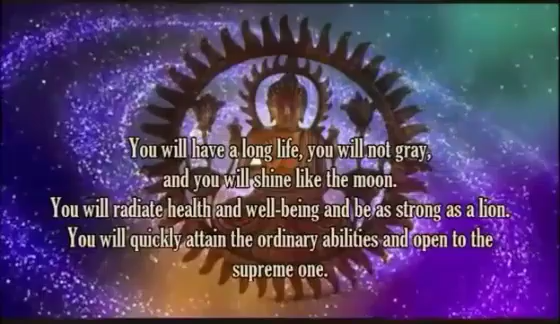 You will have a long life, you will not gray,
and you will shine like the moon.
You will radiate health and well-being and be as strong as a lion.
You will quickly attain the ordinary abilities and open to the
supreme one.